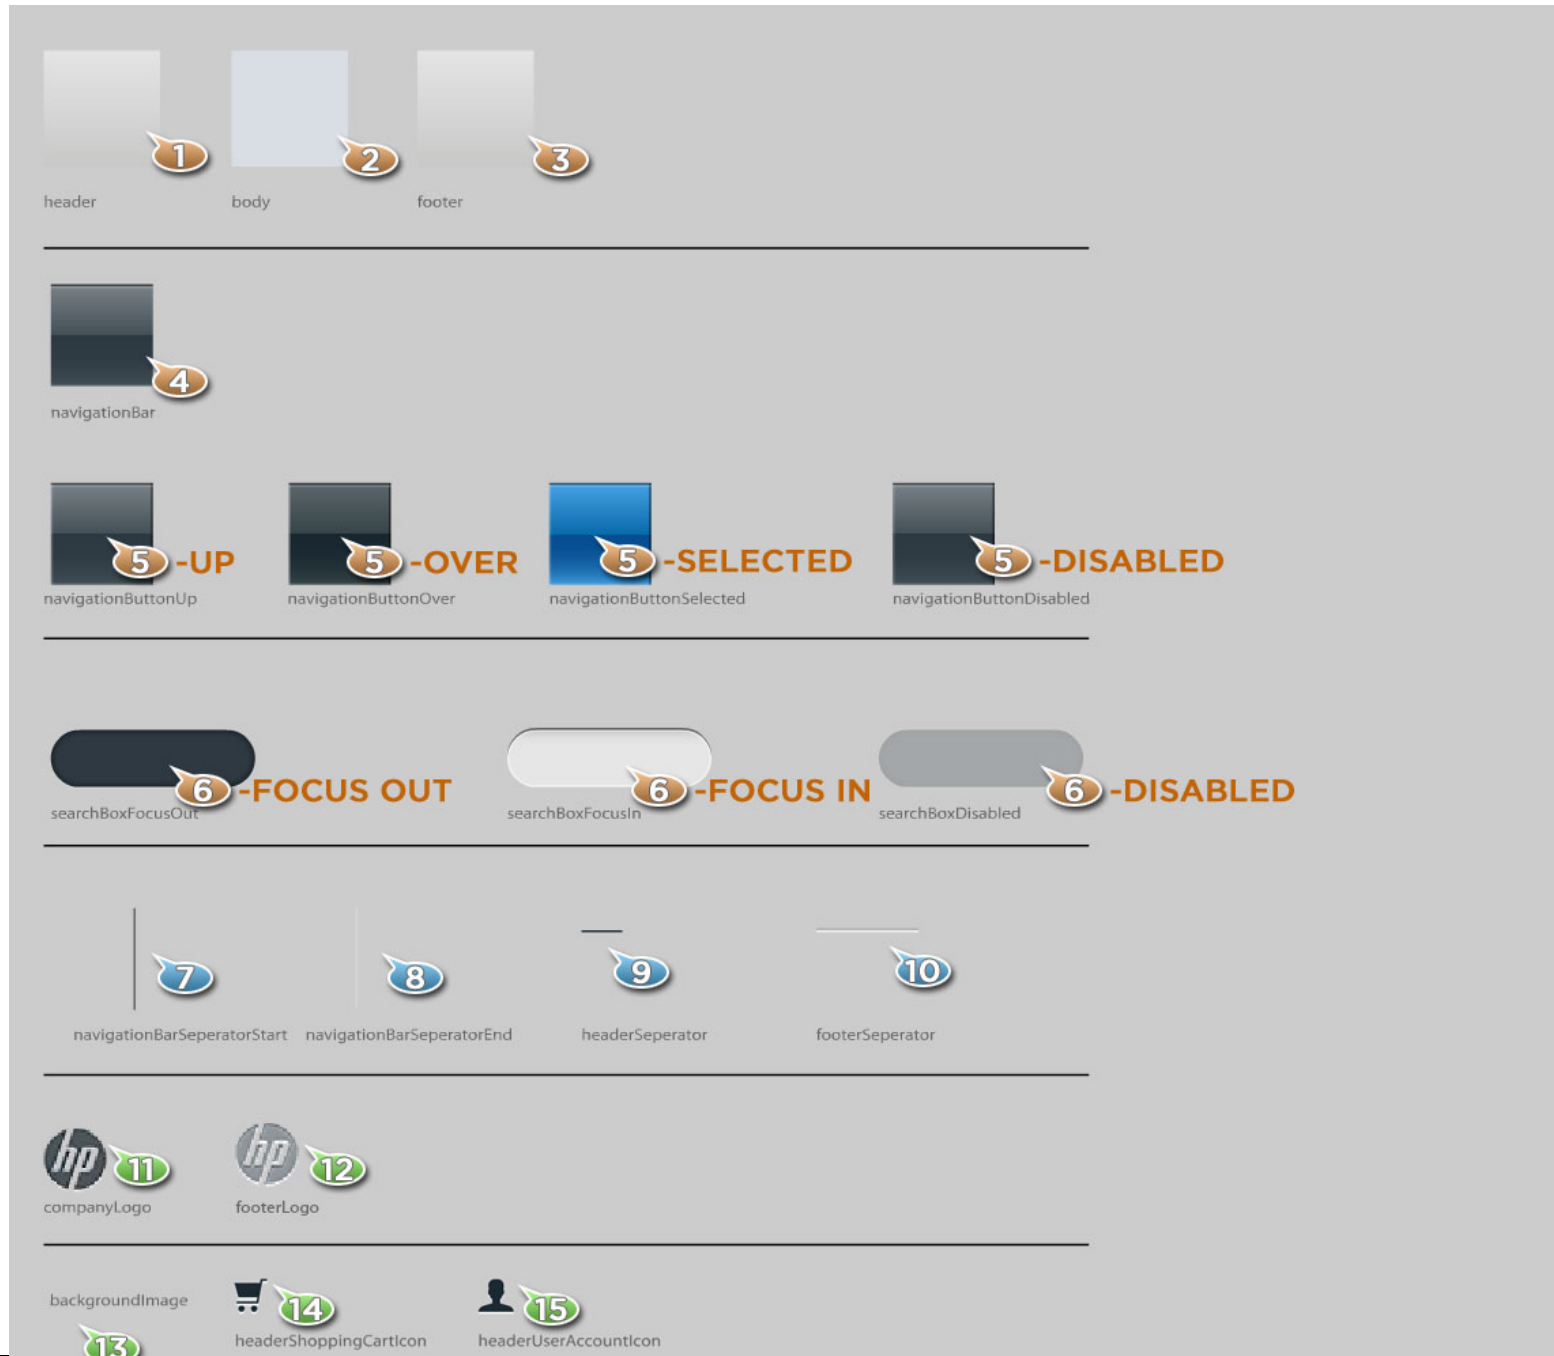 1 2 3
header body footer
4
navigationBar
5 -UP 5 -OVER 5 -SELECTED 5 -DISABLED
navigationButtonUp navigationButtonOver navigationButtonSelected navigationButtonDisabled
6 -FOCUS OUT 6 -FOCUS IN 6 -DISABLED
searchBoxFocusOut searchBoxFocusIn searchBoxDisabled
7 8 9 10
navigationBarSeperatorStart navigationBarSeperatorEnd headerSeperator footerSeperator
hp 11 hp 12
companyLogo footerLogo
backgroundImage 14 15
13 headerShoppingCartIcon headerUserAccountIcon